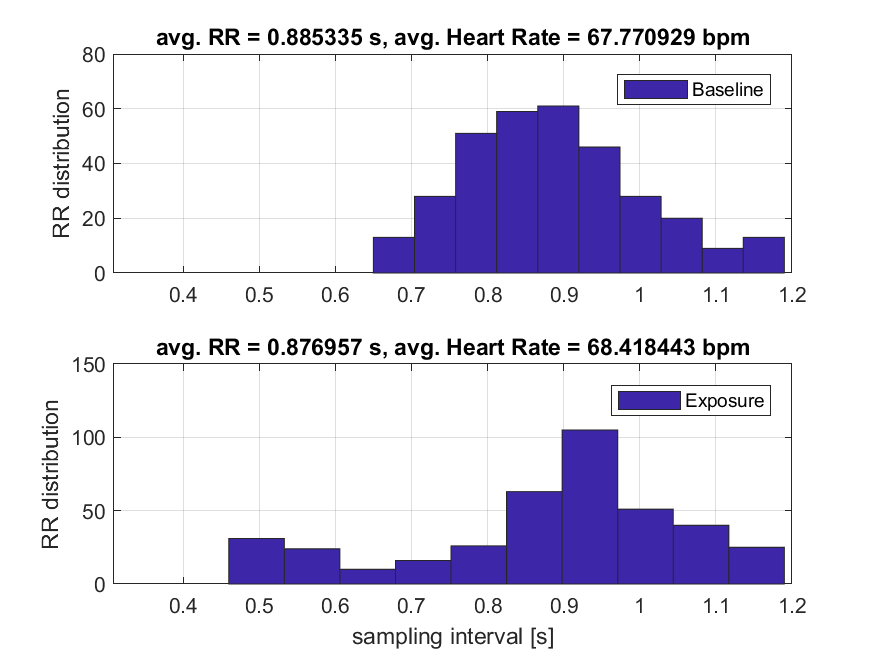 avg. RR = 0.885335 s, avg. Heart Rate = 67.770929 bpm
80
60
40
20
0
RR distribution
Baseline
0.4 0.5 0.6 0.7 0.8 0.9 1 1.1 1.2
avg. RR = 0.876957 s, avg. Heart Rate = 68.418443 bpm
150
100
50
0
RR distribution
Exposure
0.4 0.5 0.6 0.7 0.8 0.9 1 1.1 1.2
sampling interval [s]